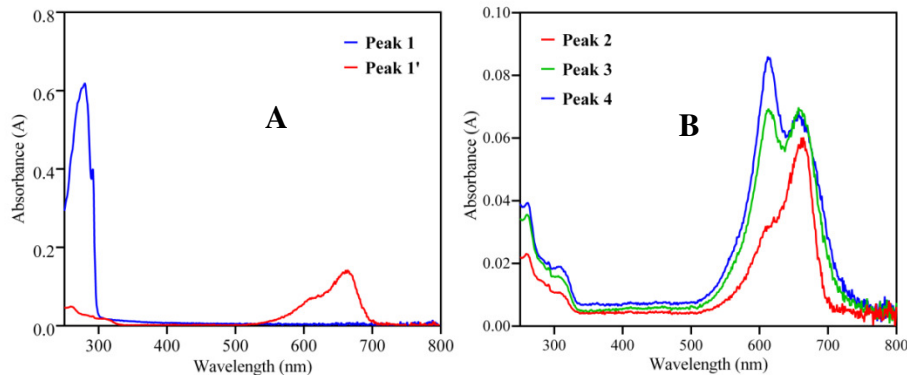 0.8
0.6
0.4
0.2
0.0
Absorbance (A)
300 400 500 600 700 800
Wavelength (nm)
Peak 1
Peak 1'
A
0.10
0.08
0.06
0.04
0.02
0.00
Absorbance (A)
300 400 500 600 700 800
Wavelength (nm)
Peak 2
Peak 3
Peak 4
B